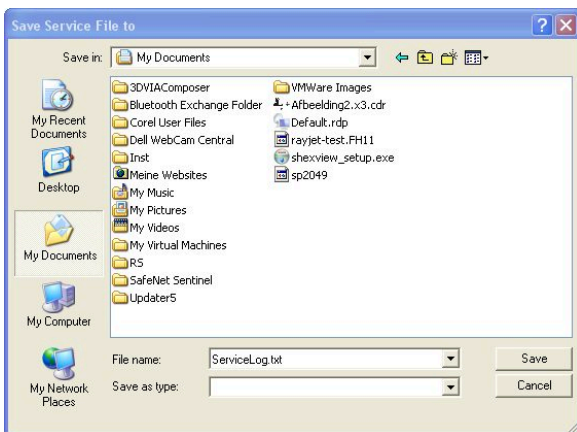 Save Service File to
Save in: My Documents
My Recent Documents
Desktop
My Documents
My Computer
My Network Places
3DVIAComposer
Bluetooth Exchange Folder
Corel User Files
Dell WebCam Central
Inst
Meine Websites
My Music
My Pictures
My Videos
My Virtual Machines
RS
SafeNet Sentinel
Updater5
VMWare Images
Afbeelding2.x3.cdr
Default.rdp
rayjet-test.FH11
shexview_setup.exe
sp2049
File name: ServiceLog.txt
Save
Save as type:
Cancel